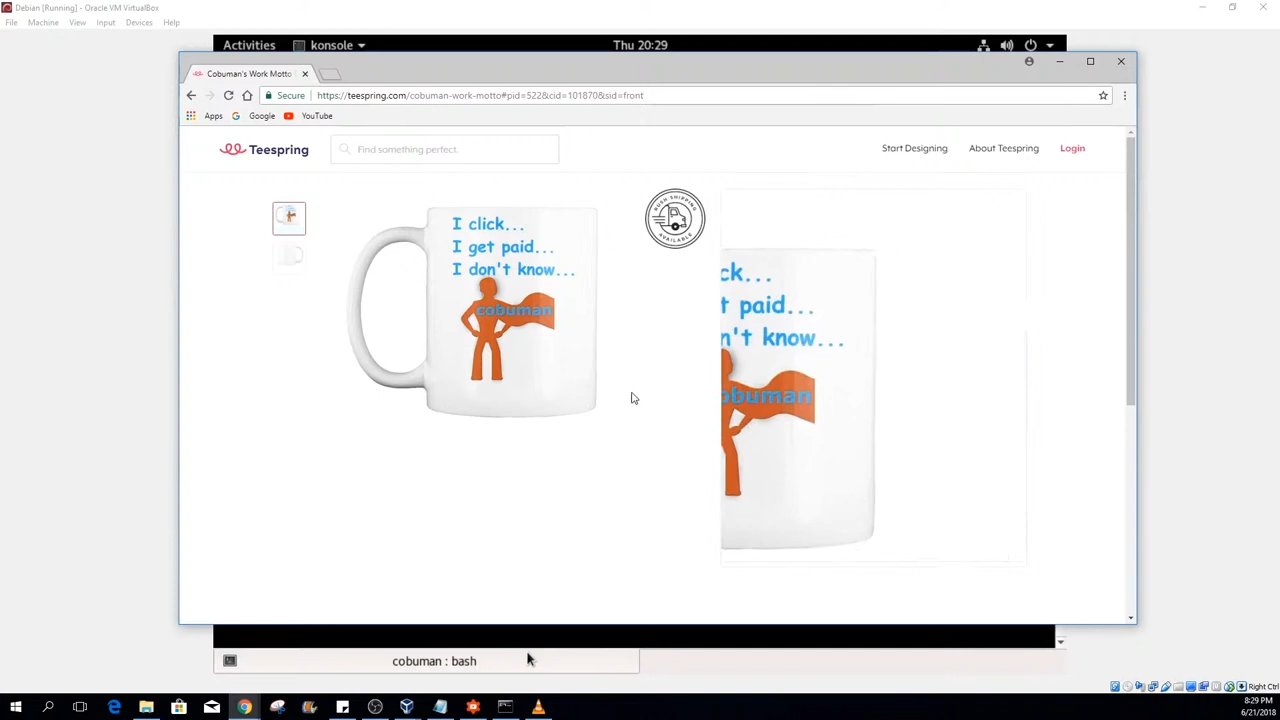 Debian [Running] - Oracle VM VirtualBox
File Machine View Input Devices Help
Activities konsole Thu 20:29
Cobuman's Work Motto
Secure https://teespring.com/cobuman-work-motto#pid=522&cid=101870&sid=front
Apps Google YouTube
Teespring Find something perfect. Start Designing About Teespring Login
RUSH SHIPPING
AVAILABLE
I click...
I get paid...
I don't know...
cobuman
ck...
t paid...
n't know...
obuman
cobuman : bash
Right Ctrl
8:29 PM
6/21/2018